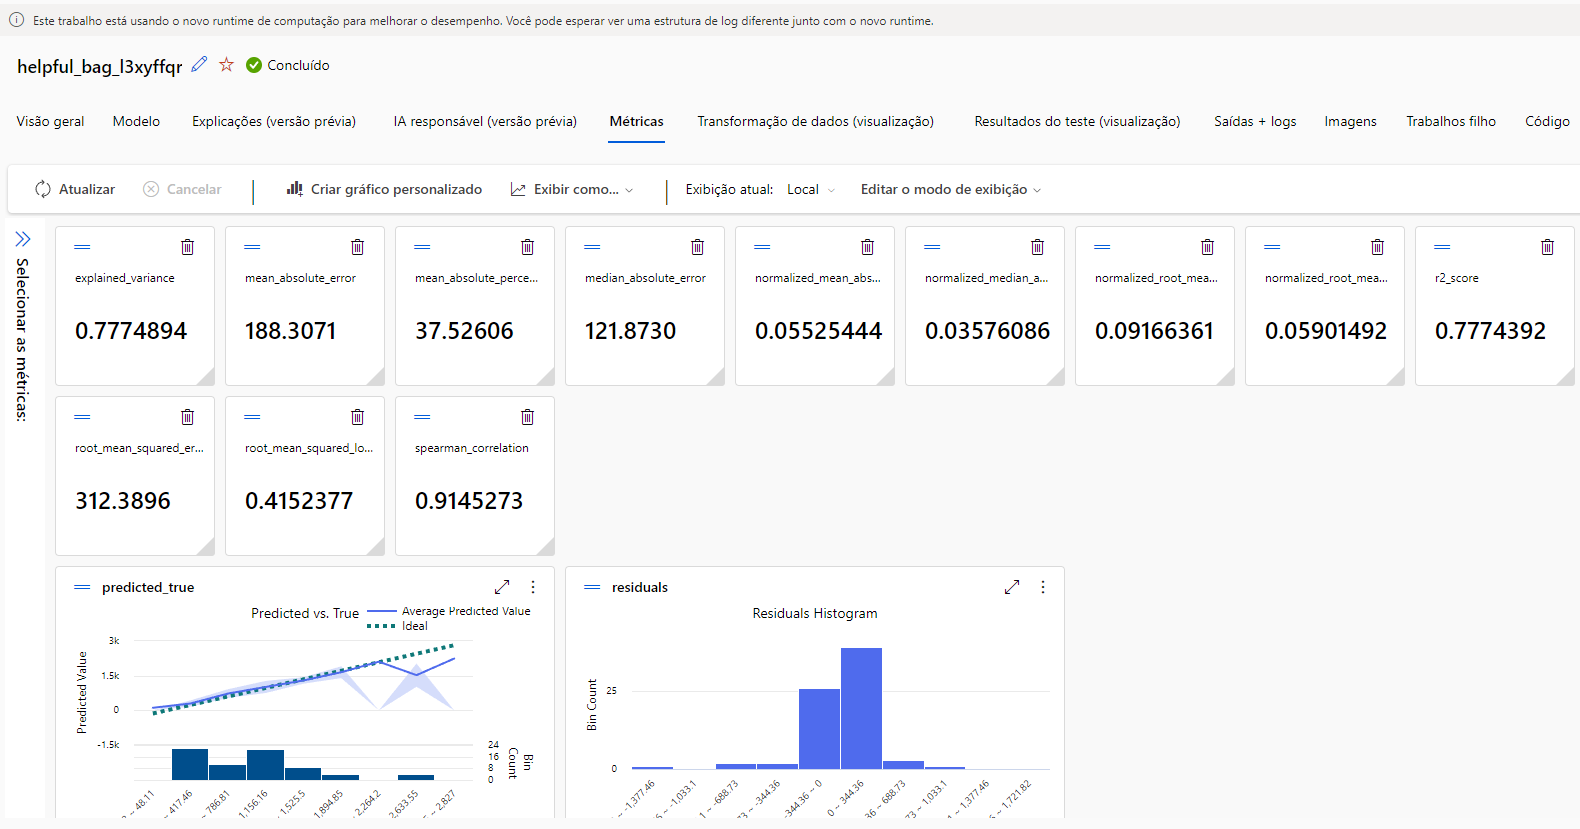 Este trabalho está usando o novo runtime de computação para melhorar o desempenho. Você pode esperar ver uma estrutura de log diferente junto com o novo runtime.
helpful_bag_l3xyffqr Concluído
Visão geral Modelo Explicações (versão prévia) IA responsável (versão prévia) Métricas Transformação de dados (visualização) Resultados do teste (visualização) Saídas + logs Imagens Trabalhos filho Código
Atualizar Cancelar Criar gráfico personalizado Exibir como... Exibição atual: Local Editar o modo de exibição
Selecionar as métricas:
explained_variance
0.7774894
mean_absolute_error
188.3071
mean_absolute_perce...
37.52606
median_absolute_error
121.8730
normalized_mean_abs...
0.05525444
normalized_median_a...
0.03576086
normalized_root_mea...
0.09166361
normalized_root_mea...
0.05901492
r2_score
0.7774392
root_mean_squared_er...
312.3896
root_mean_squared_lo...
0.4152377
spearman_correlation
0.9145273
predicted_true
Predicted vs. True
Average Predicted Value
Ideal
Predicted Value
3k
1.5k
0
-1.5k
24
16
8
0
Bin
Count
~ 48.11
~ 417.46
~ 786.81
1,156.16
~ 1,525.5
1,894.85
~ 2,264.2
2,633.55
~ 2,827
residuals
Residuals Histogram
Bin Count
25
0
~ -1,377.46
~ -1,033.1
~ -688.73
~ -344.36
-344.36 ~ 0
0 ~ 344.36
~ 688.73
~ 1,033.1
~ 1,377.46
~ 1,721.82